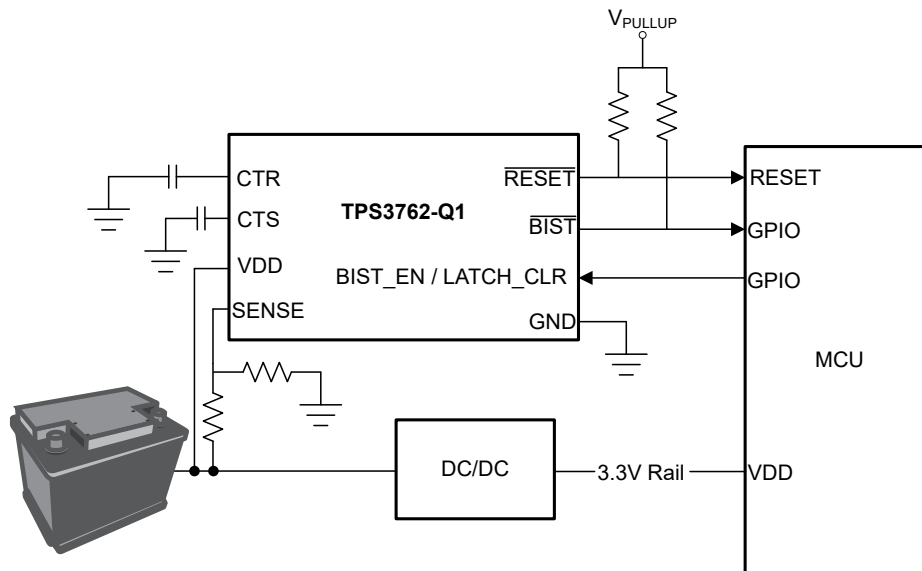 VPULLUP
CTR
RESET
RESET
TPS3762-Q1
CTS
BIST
GPIO
VDD
BIST_EN / LATCH_CLR
GPIO
SENSE
GND
MCU
DC/DC
3.3V Rail
VDD